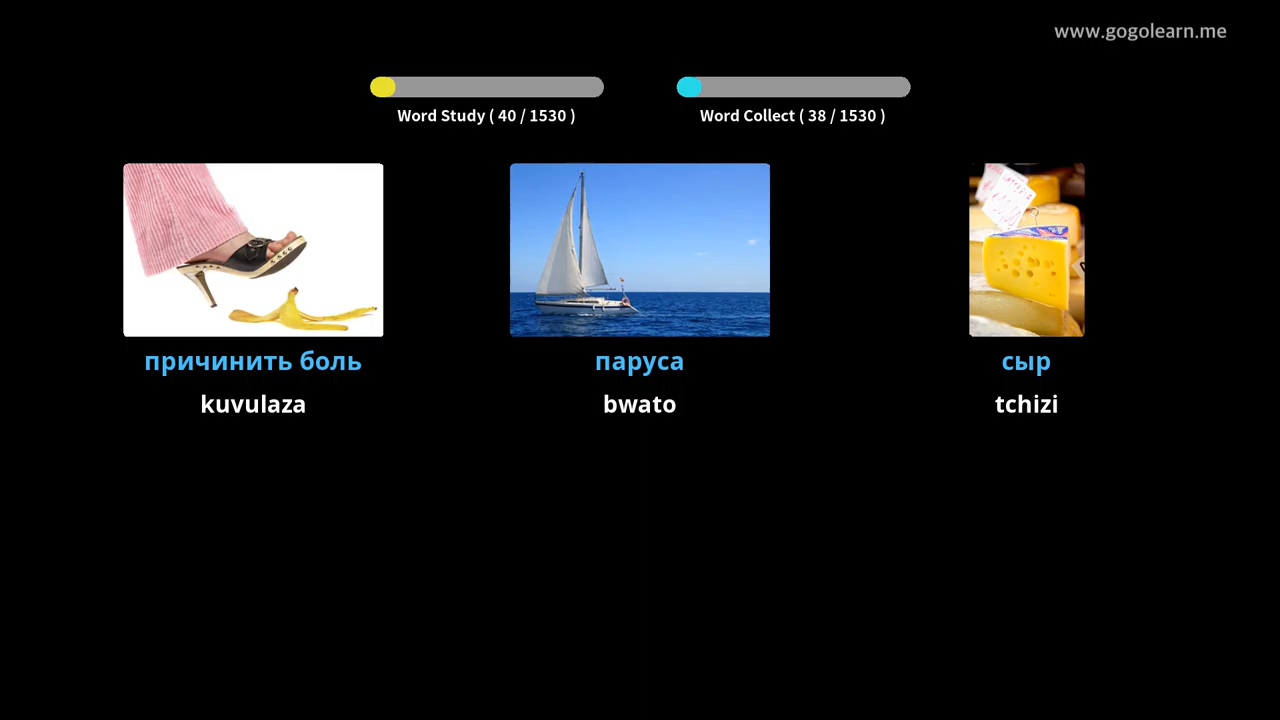 www.gogolearn.me
Word Study ( 40 / 1530 )
Word Collect ( 38 / 1530 )
причинить боль
паруса
сыр
kuvulaza
bwato
tchizi